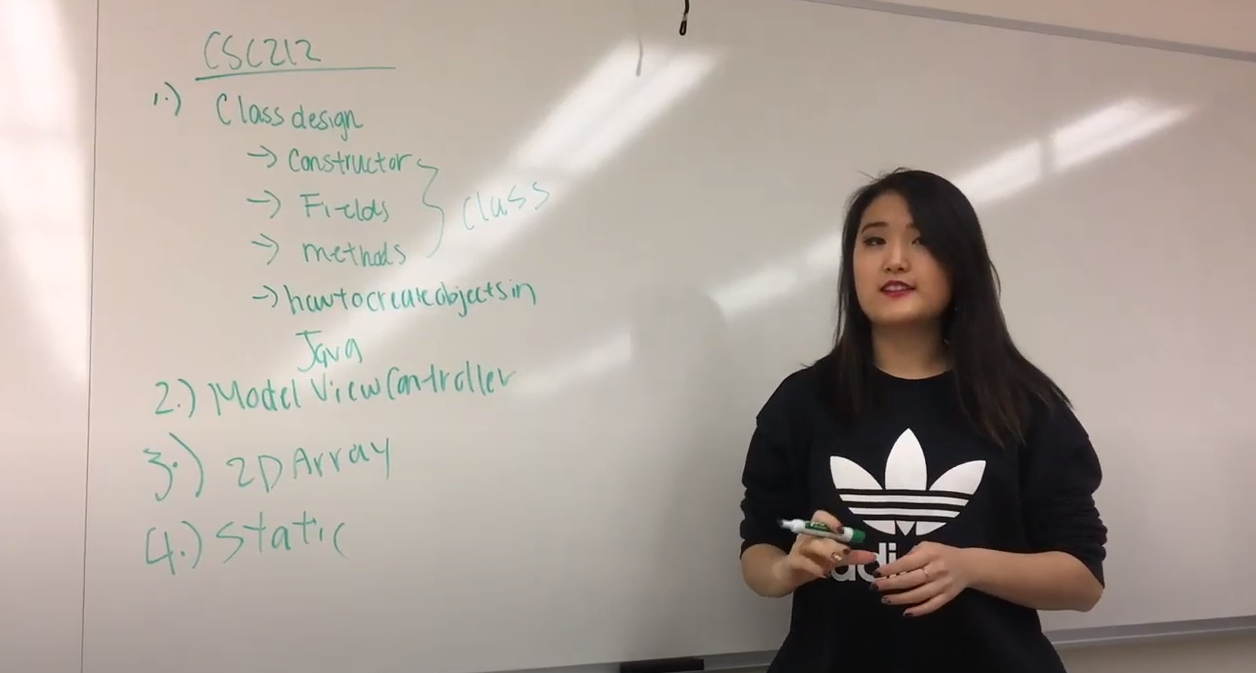 CSC212
1.) Class design
→ Constructor
→ Fields
→ methods
} class
→ how to create objects in
Java
2.) Model View Controller
3.) 2D Array
4.) Static
adi